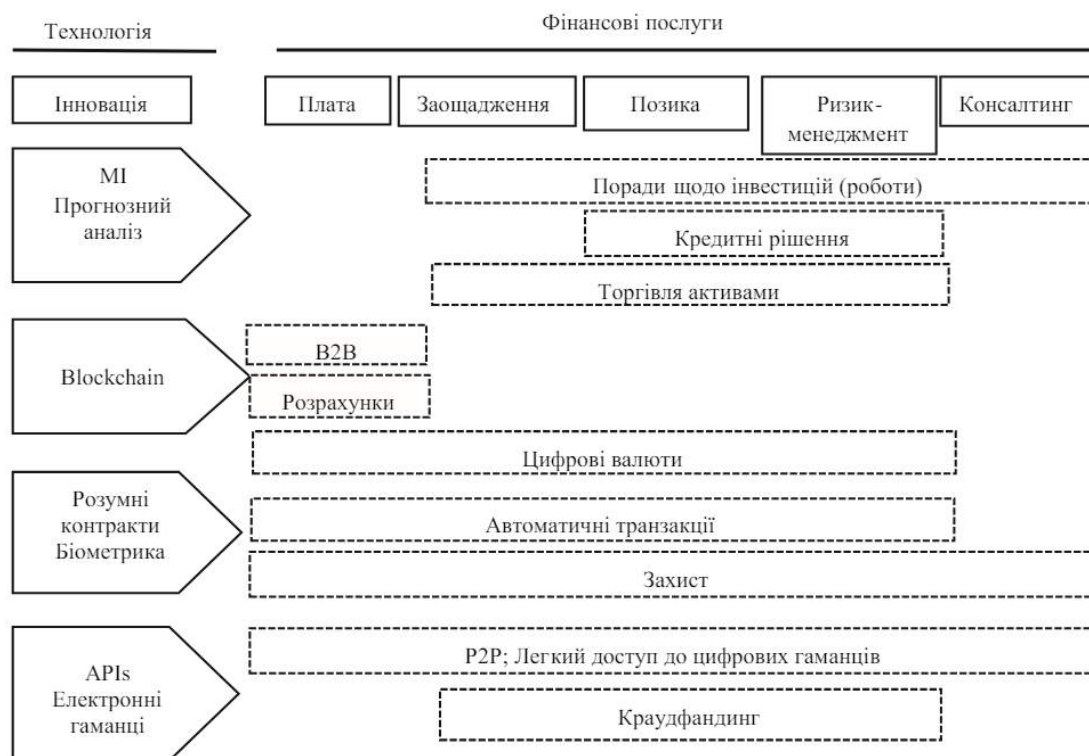 Технологія
Фінансові послуги
Інновація
Плата
Заощадження
Позика
Ризик-
менеджмент
Консалтинг
МІ
Прогнозний
аналіз
Поради щодо інвестицій (роботи)
Кредитні рішення
Торгівля активами
Blockchain
B2B
Розрахунки
Цифрові валюти
Розумні
контракти
Біометрика
Автоматичні транзакції
Захист
APIs
Електронні
гаманці
P2P; Легкий доступ до цифрових гаманців
Краудфандинг